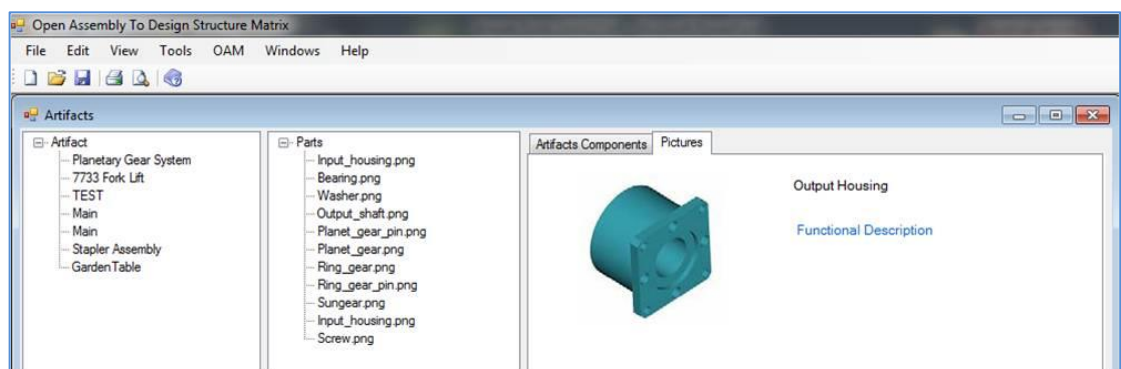 Open Assembly To Design Structure Matrix
File Edit View Tools OAM Windows Help
Artifacts
Artifact
Planetary Gear System
7733 Fork Lift
TEST
Main
Main
Stapler Assembly
GardenTable
Parts
Input_housing.png
Bearing.png
Washer.png
Output_shaft.png
Planet_gear_pin.png
Planet_gear.png
Ring_gear.png
Ring_gear_pin.png
Sungear.png
Input_housing.png
Screw.png
Artifacts Components Pictures
Output Housing
Functional Description